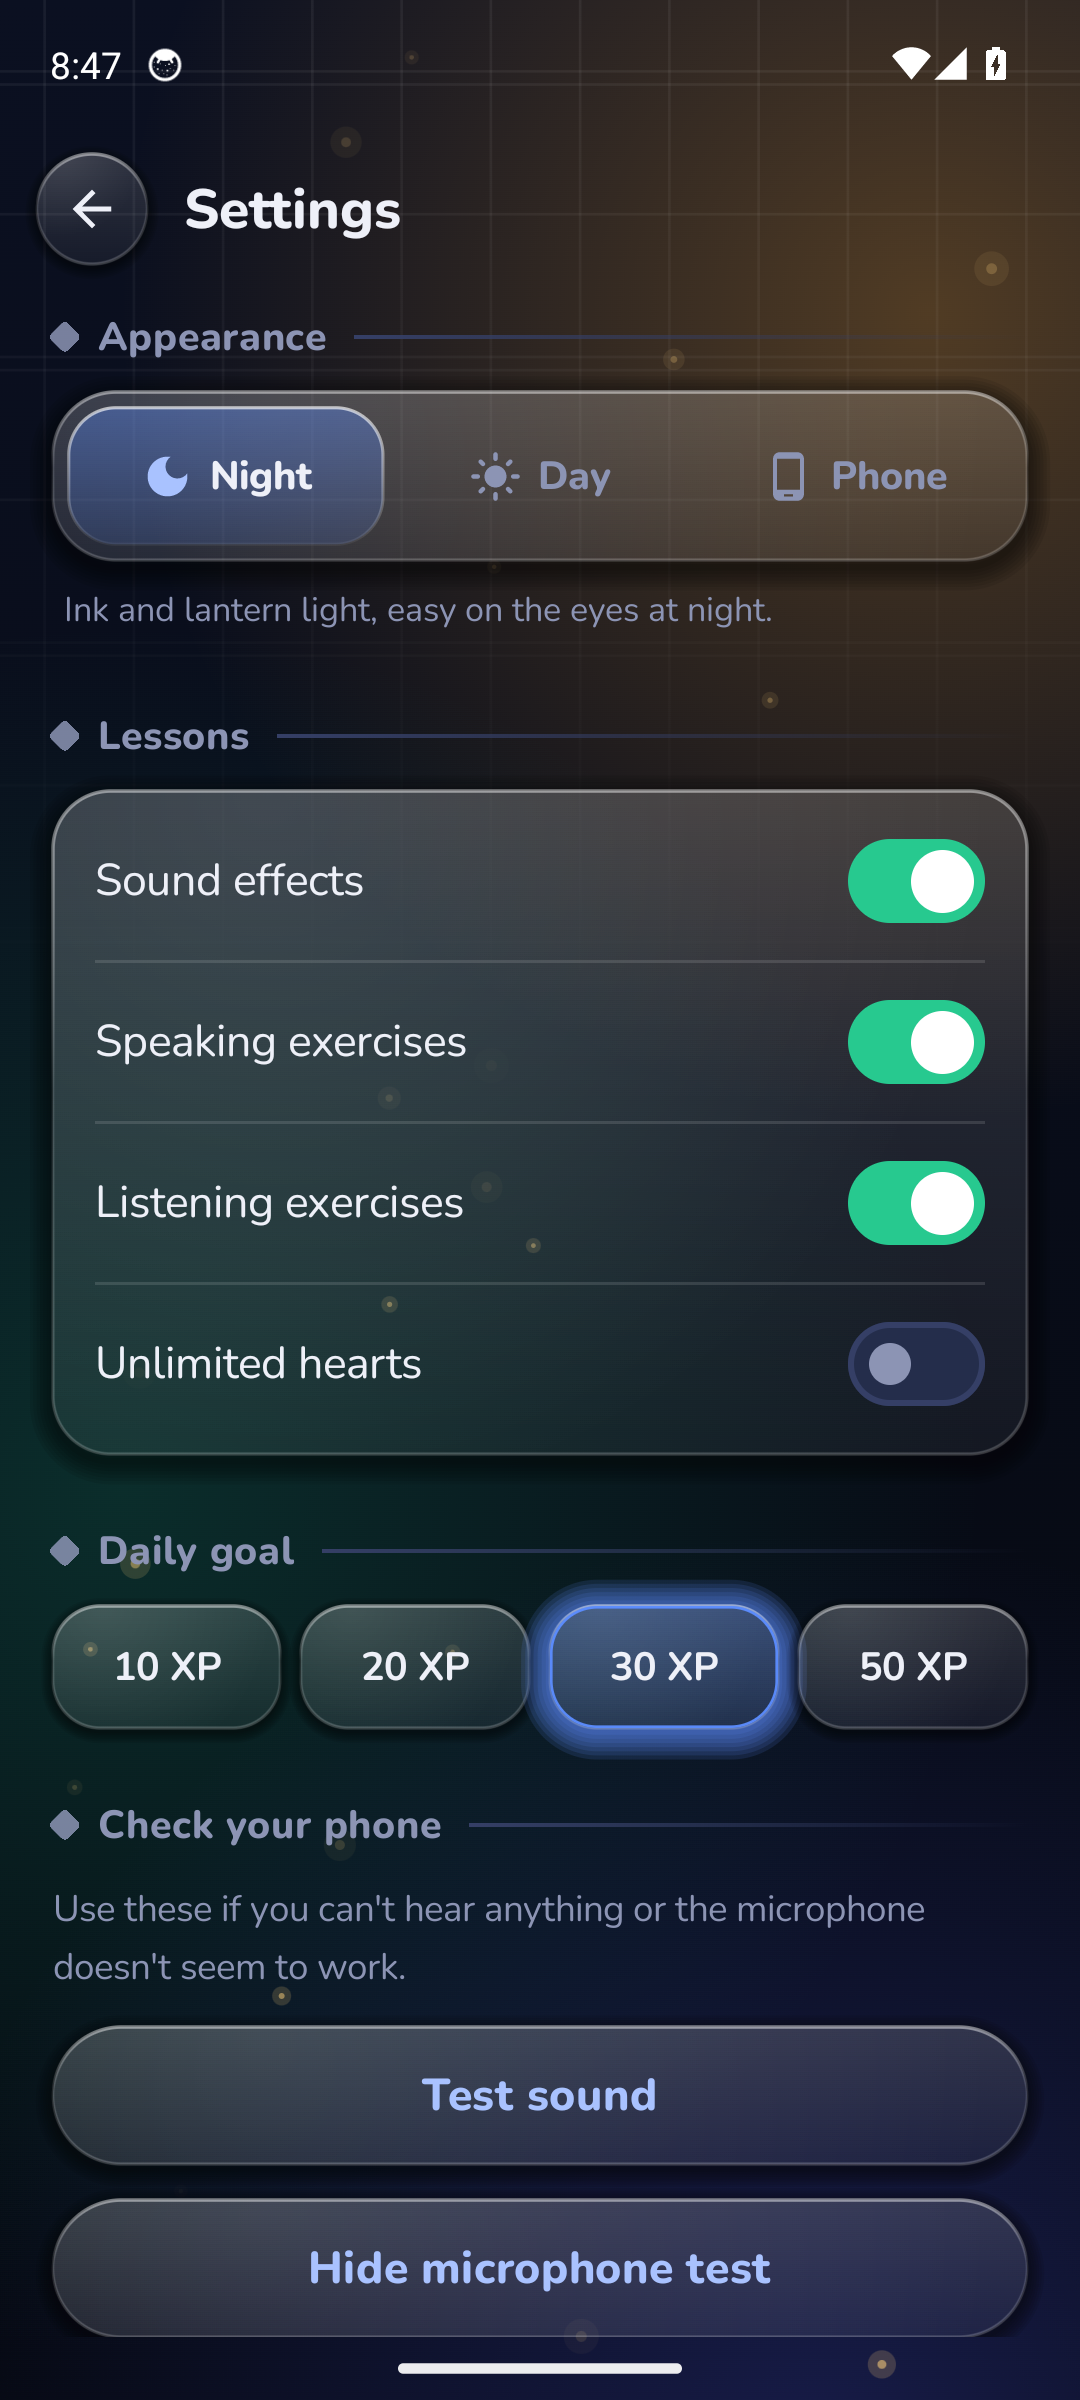 8:47
Settings
Appearance
Night Day Phone
Ink and lantern light, easy on the eyes at night.
Lessons
Sound effects
Speaking exercises
Listening exercises
Unlimited hearts
Daily goal
10 XP 20 XP 30 XP 50 XP
Check your phone
Use these if you can't hear anything or the microphone
doesn't seem to work.
Test sound
Hide microphone test